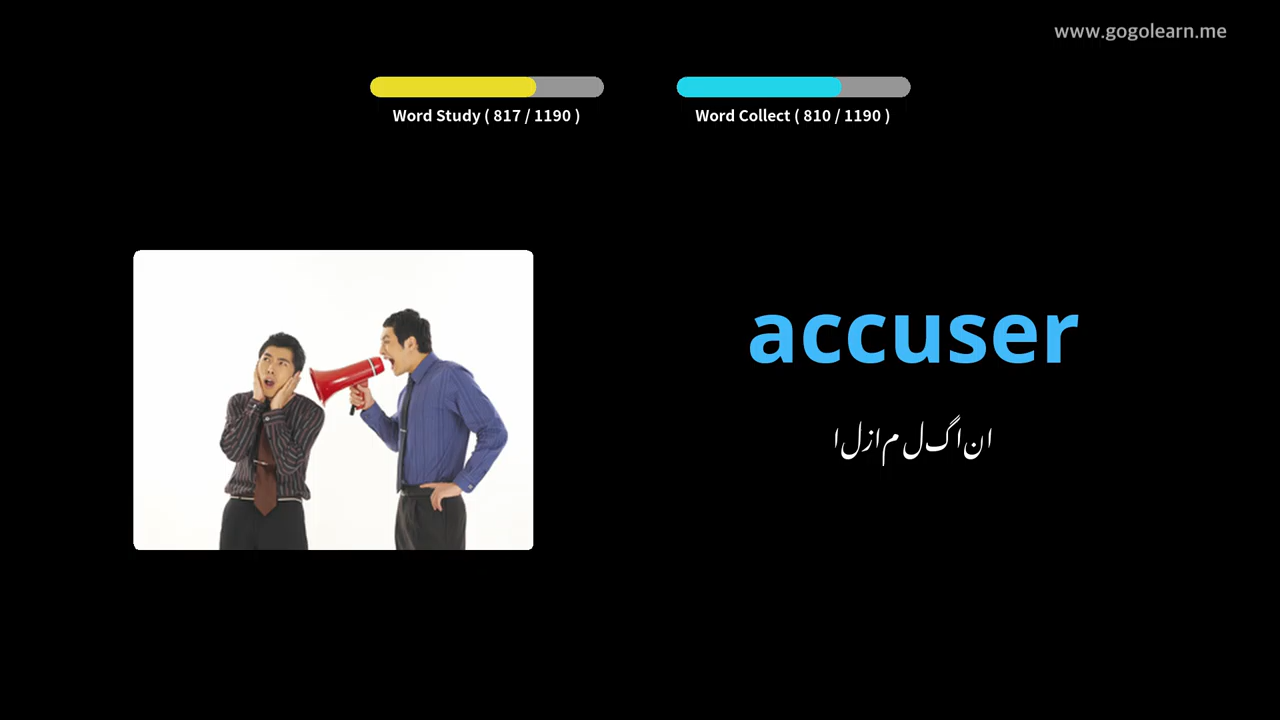 www.gogolearn.me
Word Study ( 817 / 1190 )
Word Collect ( 810 / 1190 )
accuser
الزام لگانا